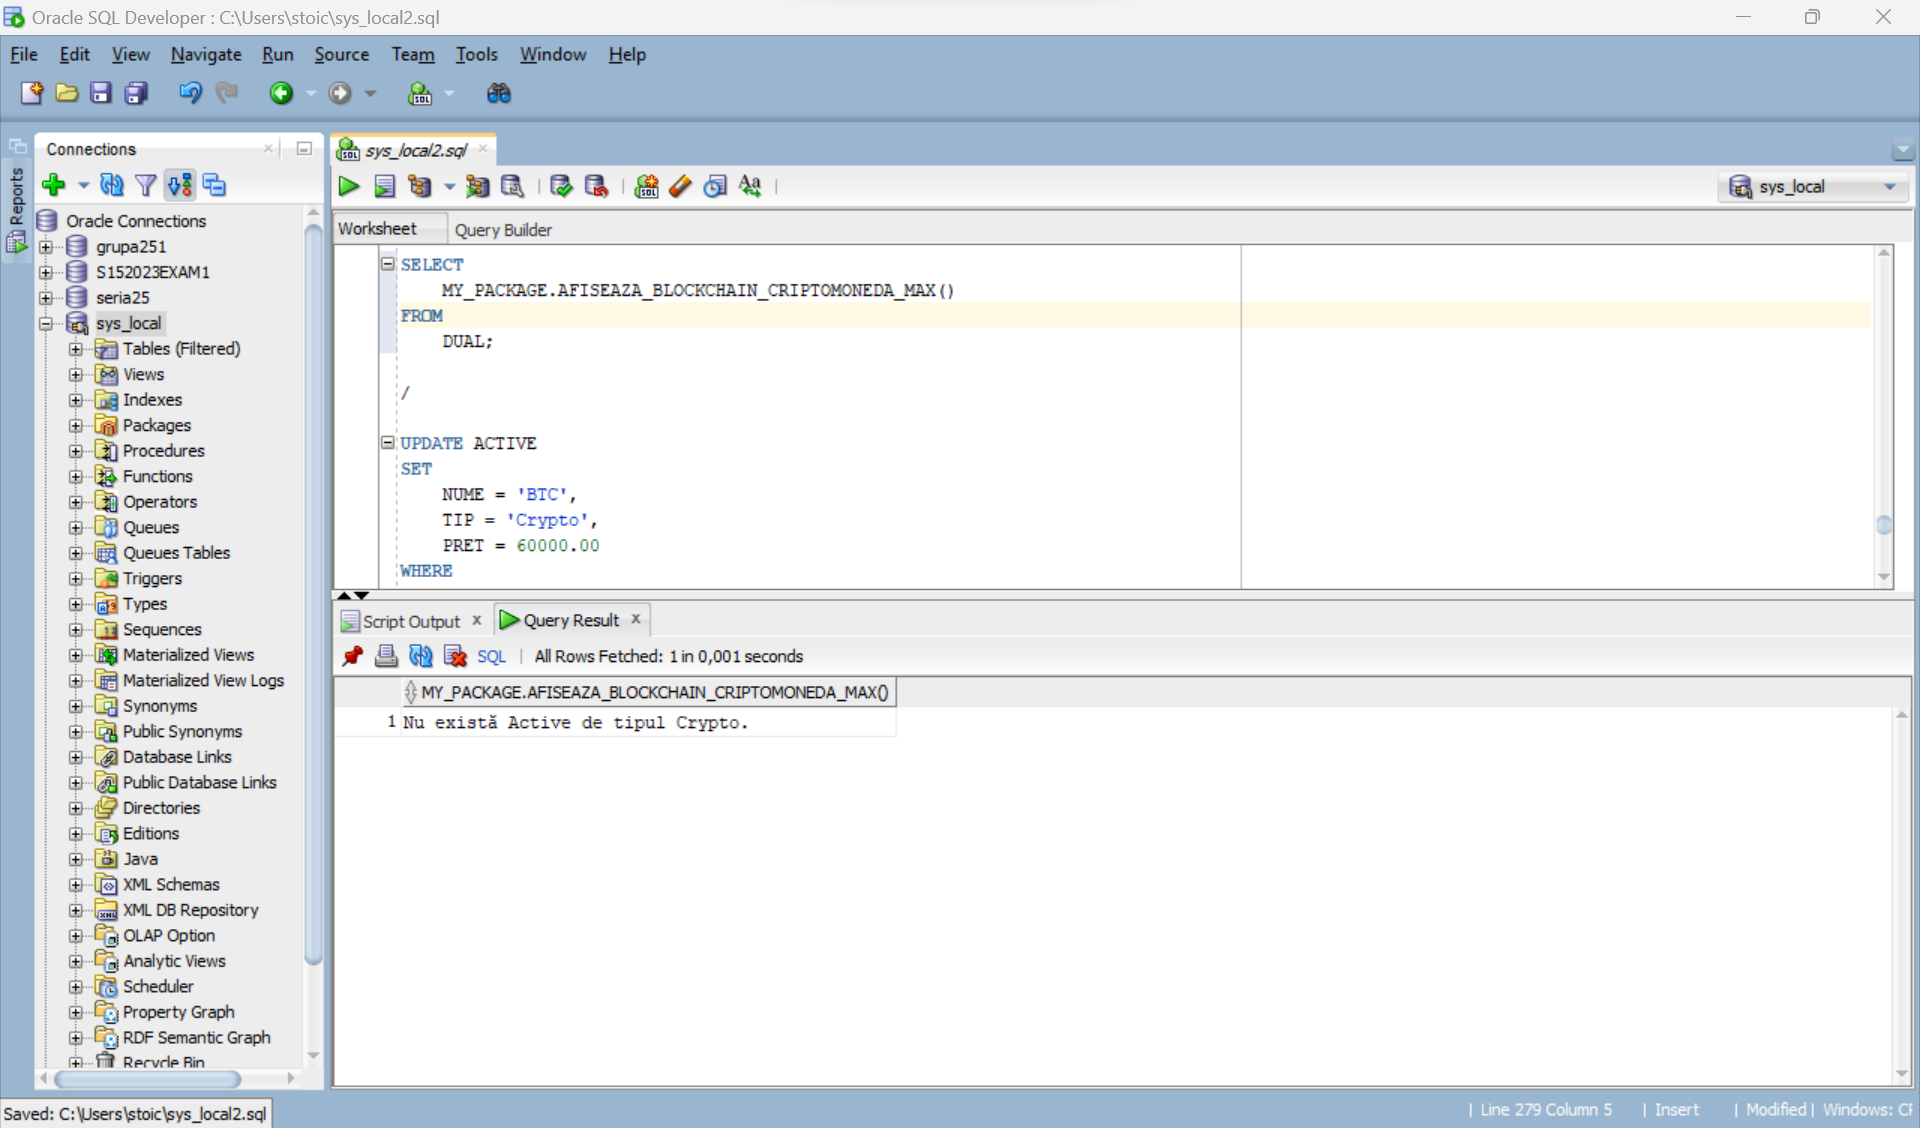 Oracle SQL Developer : C:\Users\stoic\sys_local2.sql
File Edit View Navigate Run Source Team Tools Window Help
Connections
sys_local2.sql
Reports
sys_local
Worksheet Query Builder
Oracle Connections
grupa251
S152023EXAM1
seria25
sys_local
Tables (Filtered)
Views
Indexes
Packages
Procedures
Functions
Operators
Queues
Queues Tables
Triggers
Types
Sequences
Materialized Views
Materialized View Logs
Synonyms
Public Synonyms
Database Links
Public Database Links
Directories
Editions
Java
XML Schemas
XML DB Repository
OLAP Option
Analytic Views
Scheduler
Property Graph
RDF Semantic Graph
Recycle Bin
SELECT
MY_PACKAGE.AFISEAZA_BLOCKCHAIN_CRIPTOMONEDA_MAX()
FROM
DUAL;
/
UPDATE ACTIVE
SET
NUME = 'BTC',
TIP = 'Crypto',
PRET = 60000.00
WHERE
Script Output x Query Result x
SQL | All Rows Fetched: 1 in 0,001 seconds
MY_PACKAGE.AFISEAZA_BLOCKCHAIN_CRIPTOMONEDA_MAX()
1 Nu există Active de tipul Crypto.
Saved: C:\Users\stoic\sys_local2.sql
| Line 279 Column 5 | Insert | Modified | Windows: